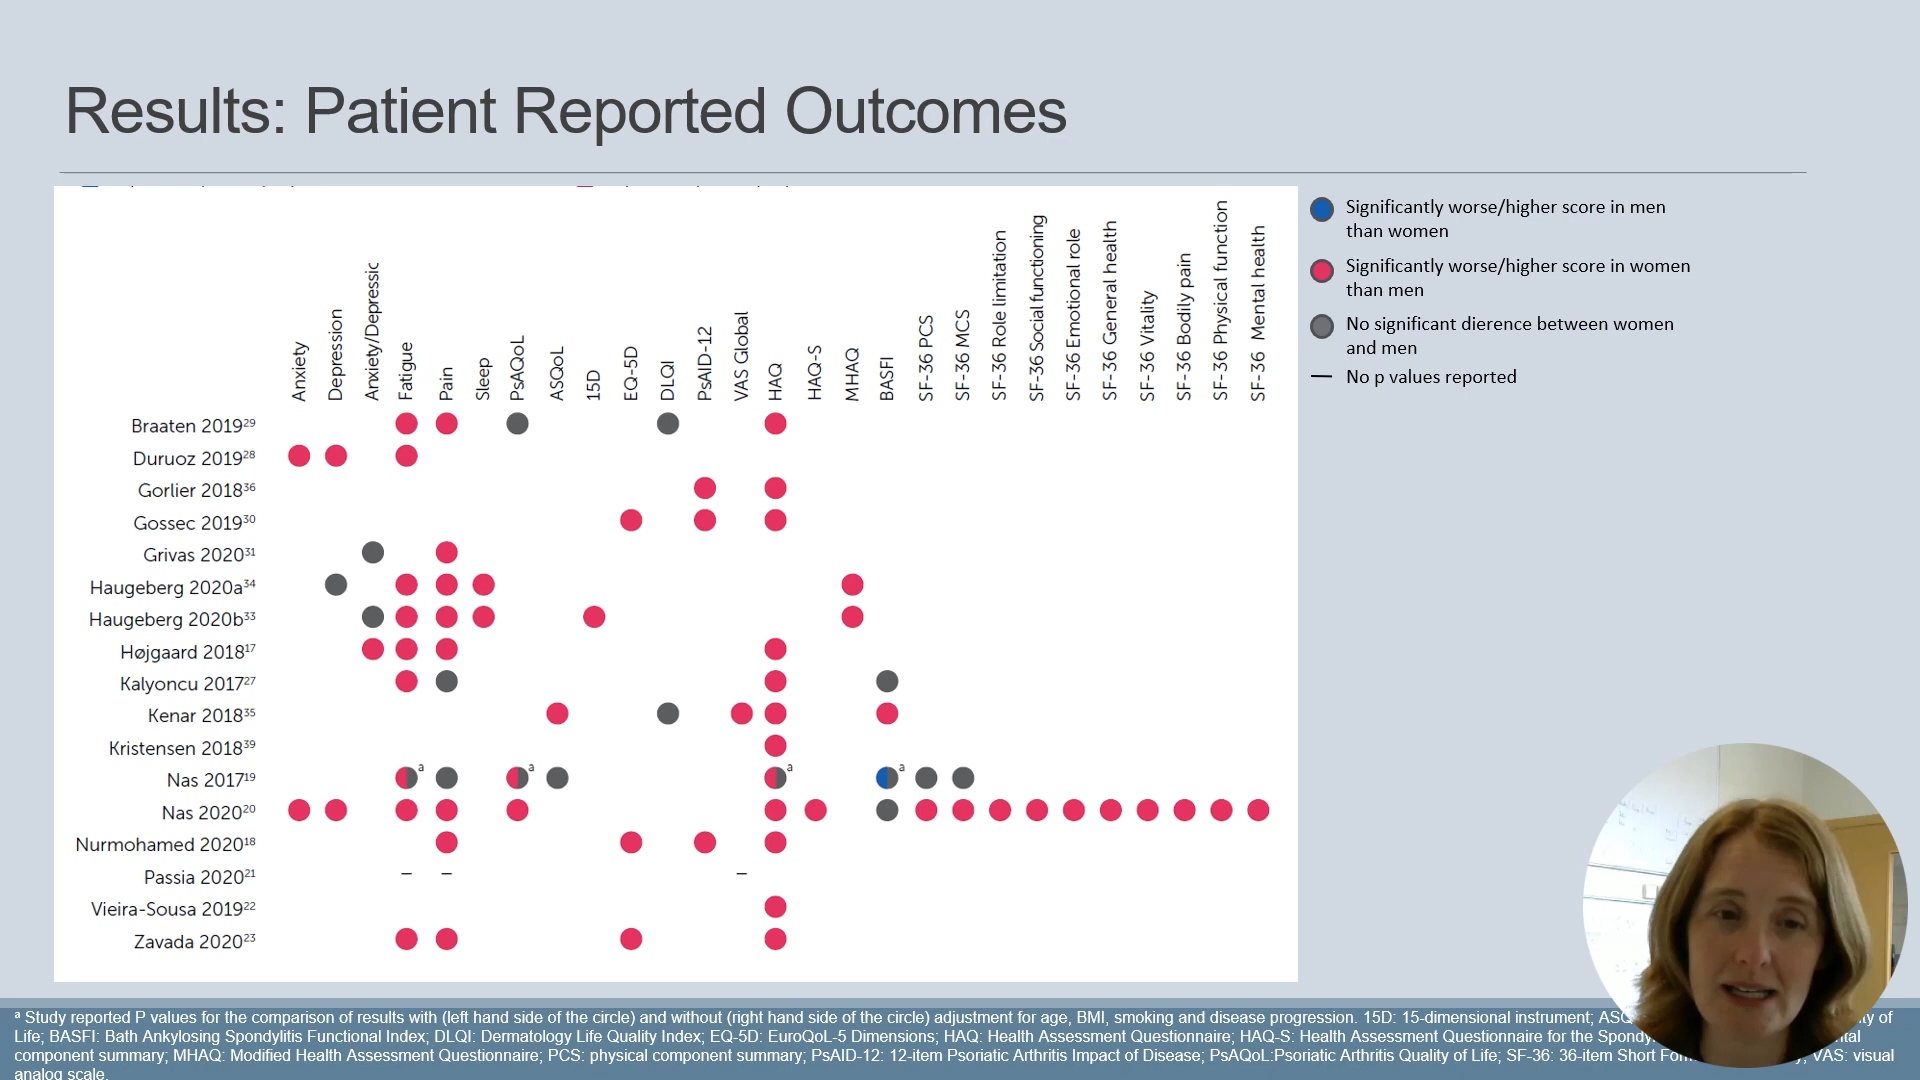 Results: Patient Reported Outcomes
Anxiety
Depression
Anxiety/Depressic
Fatigue
Pain
Sleep
PsAQoL
ASQoL
15D
EQ-5D
DLQI
PsAID-12
VAS Global
HAQ
HAQ-S
MHAQ
BASFI
SF-36 PCS
SF-36 MCS
SF-36 Role limitation
SF-36 Social functioning
SF-36 Emotional role
SF-36 General health
SF-36 Vitality
SF-36 Bodily pain
SF-36 Physical function
SF-36 Mental health
Braaten 2019²⁹
Duruoz 2019²⁸
Gorlier 2018³⁶
Gossec 2019³⁰
Grivas 2020³¹
Haugeberg 2020a³⁴
Haugeberg 2020b³³
Højgaard 2018¹⁷
Kalyoncu 2017²⁷
Kenar 2018³⁵
Kristensen 2018³⁹
Nas 2017¹⁹
a
a
a
a
Nas 2020²⁰
Nurmohamed 2020¹⁸
Passia 2020²¹
– – –
Vieira-Sousa 2019²²
Zavada 2020²³
Significantly worse/higher score in men
than women
Significantly worse/higher score in women
than men
No significant dierence between women
and men
— No p values reported
ᵃ Study reported P values for the comparison of results with (left hand side of the circle) and without (right hand side of the circle) adjustment for age, BMI, smoking and disease progression. 15D: 15-dimensional instrument; of
Life; BASFI: Bath Ankylosing Spondylitis Functional Index; DLQI: Dermatology Life Quality Index; EQ-5D: EuroQoL-5 Dimensions; HAQ: Health Assessment Questionnaire; HAQ-S: Health Assessment Questionnaire for the
component summary; MHAQ: Modified Health Assessment Questionnaire; PCS: physical component summary; PsAID-12: 12-item Psoriatic Arthritis Impact of Disease; PsAQoL:Psoriatic Arthritis Quality of Life; SF-36: 36-item Short VAS: visual
analog scale.